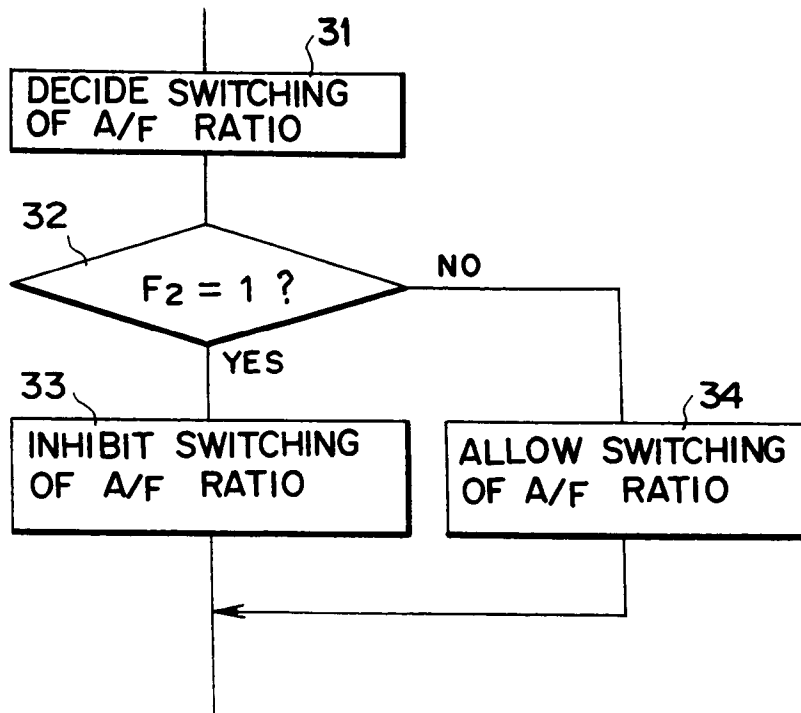 31
DECIDE SWITCHING
OF A/F RATIO
32
F2 = 1 ?
NO
YES
33
34
INHIBIT SWITCHING
OF A/F RATIO
ALLOW SWITCHING
OF A/F RATIO